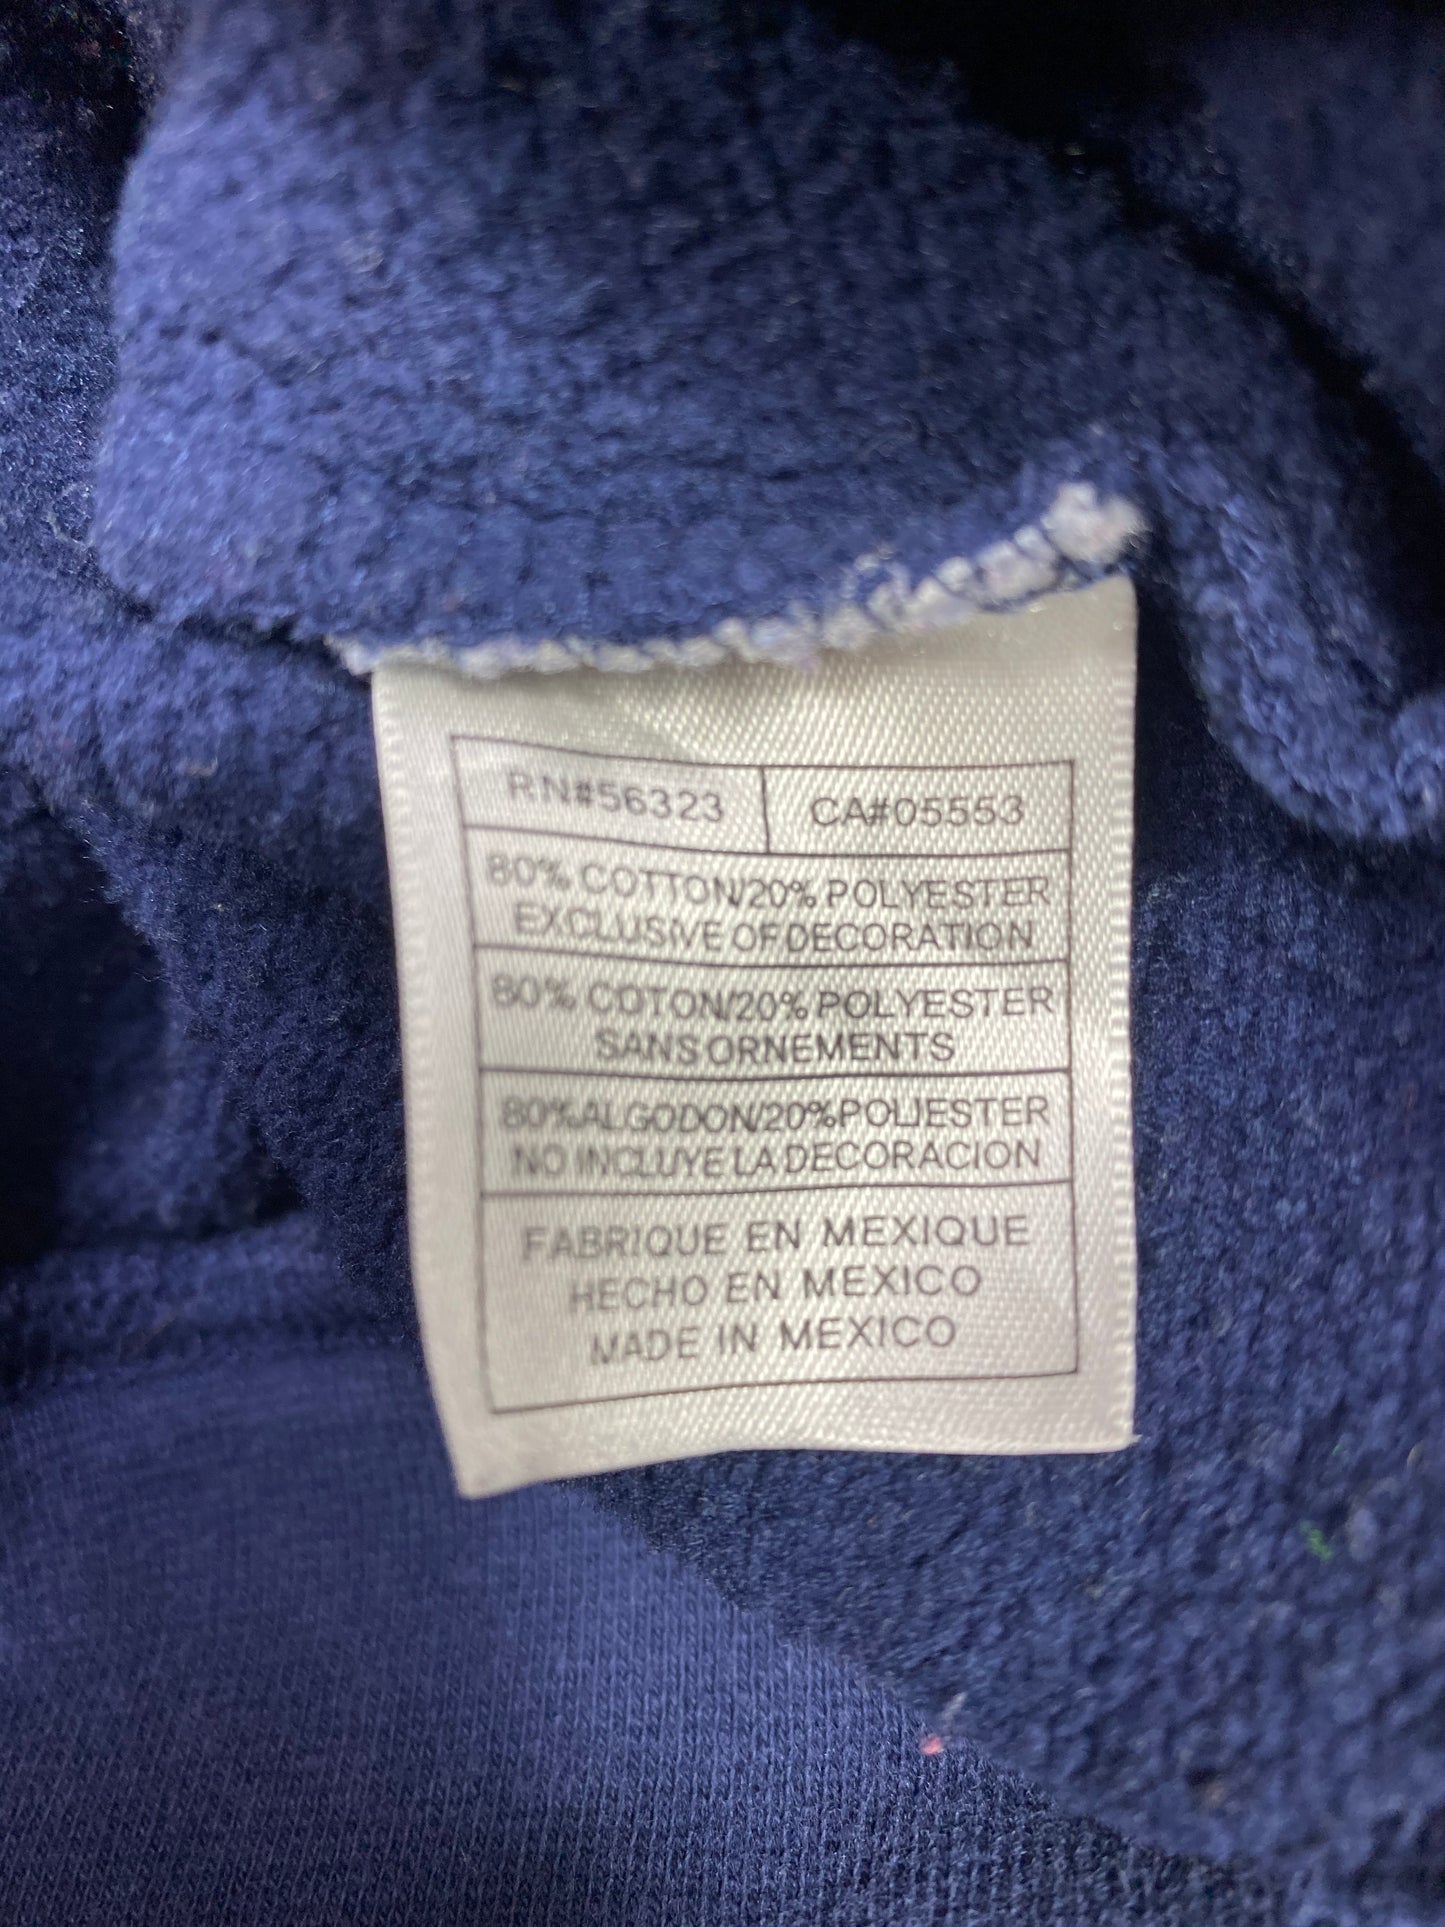 RN#56323 CA#05553
80% COTTON/20% POLYESTER
EXCLUSIVE OF DECORATION
80% COTON/20% POLYESTER
SANS ORNEMENTS
80% ALGODON/20% POLIESTER
NO INCLUYE LA DECORACION
FABRIQUE EN MEXIQUE
HECHO EN MEXICO
MADE IN MEXICO